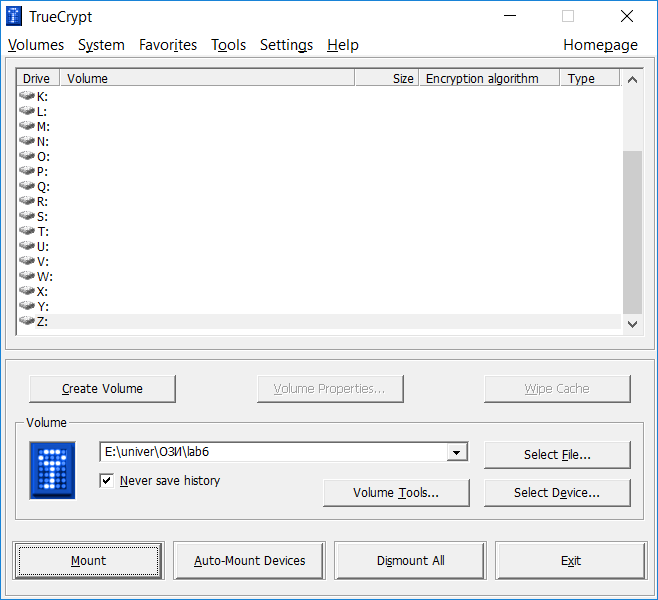 TrueCrypt
Volumes System Favorites Tools Settings Help Homepage
Drive Volume Size Encryption algorithm Type
K:
L:
M:
N:
O:
P:
Q:
R:
S:
T:
U:
V:
W:
X:
Y:
Z:
Create Volume Volume Properties... Wipe Cache
Volume
E:\univer\ОЗИ\lab6 Select File...
Never save history
Volume Tools... Select Device...
Mount Auto-Mount Devices Dismount All Exit